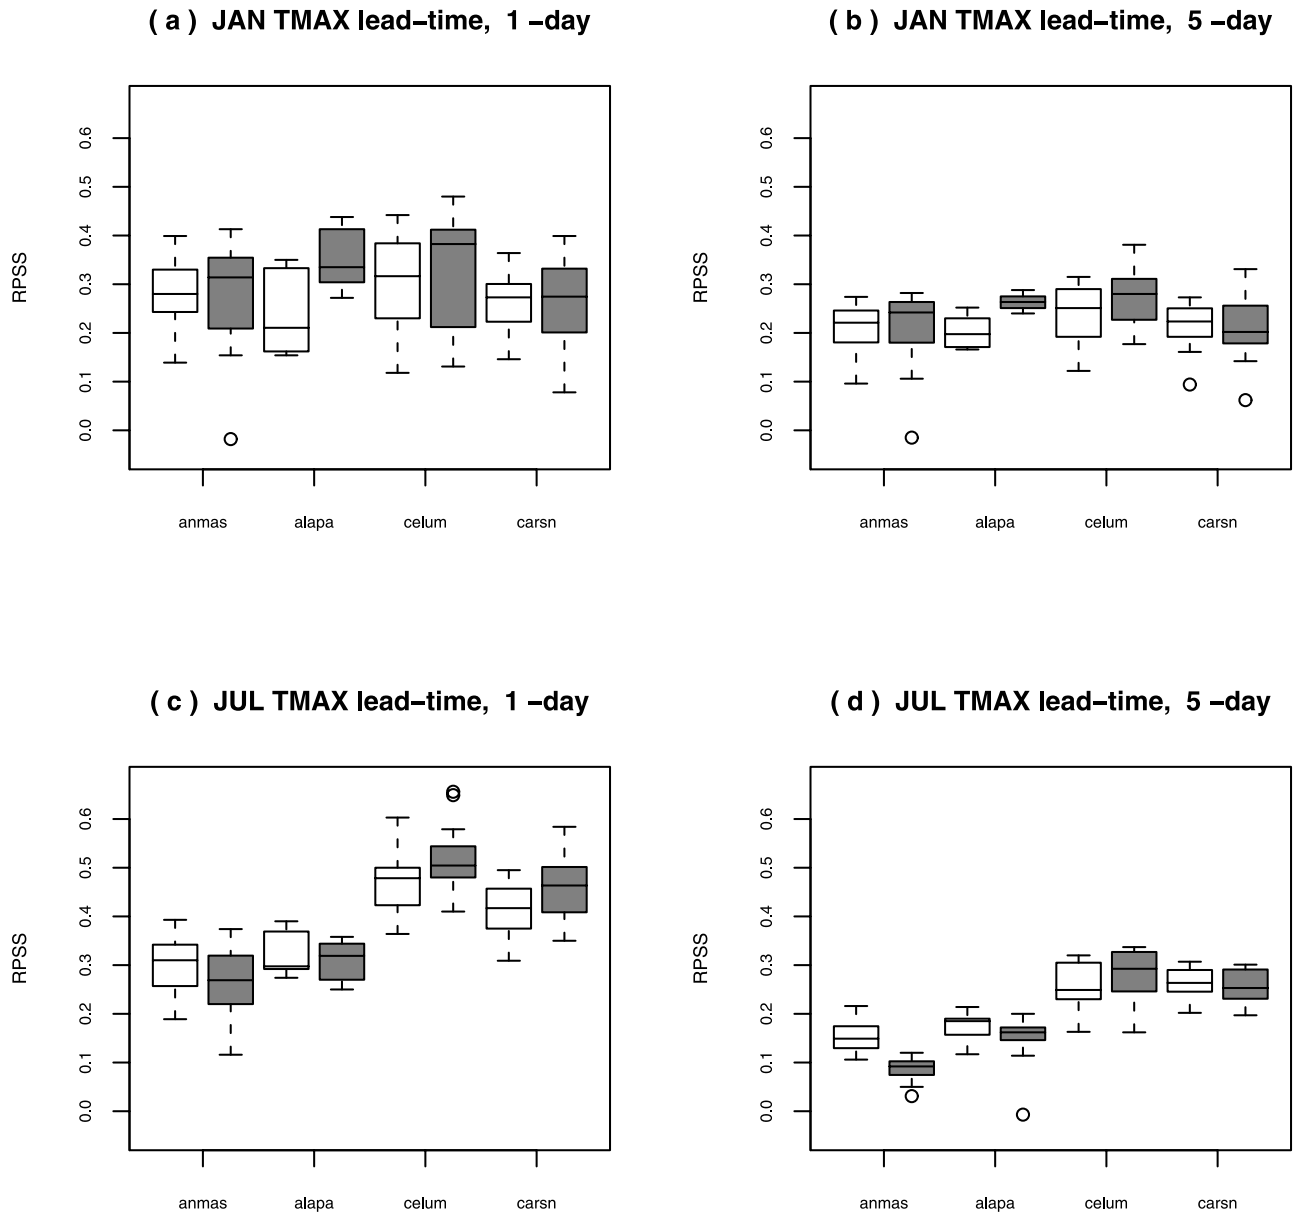 ( a )  JAN TMAX lead−time,  1 −day
RPSS
0.6
0.5
0.4
0.3
0.2
0.1
0.0
anmas alapa celum carsn
( b )  JAN TMAX lead−time,  5 −day
RPSS
0.6
0.5
0.4
0.3
0.2
0.1
0.0
anmas alapa celum carsn
( c )  JUL TMAX lead−time,  1 −day
RPSS
0.6
0.5
0.4
0.3
0.2
0.1
0.0
anmas alapa celum carsn
( d )  JUL TMAX lead−time,  5 −day
RPSS
0.6
0.5
0.4
0.3
0.2
0.1
0.0
anmas alapa celum carsn